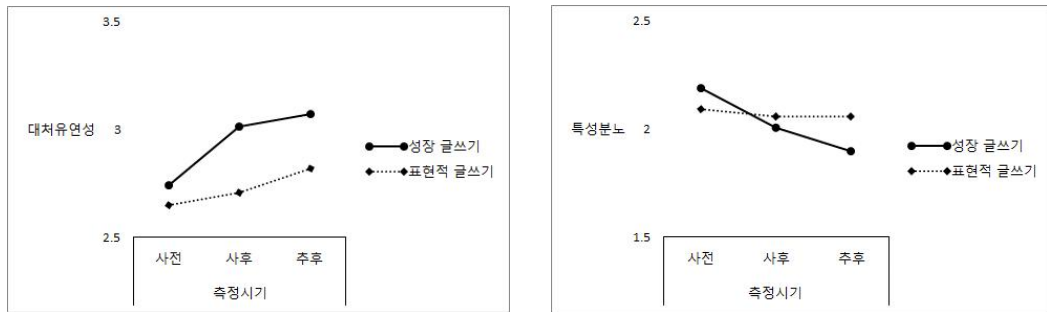 3.5
대처유연성 3
성장 글쓰기
표현적 글쓰기
2.5
사전 사후 추후
측정시기
2.5
특성분노 2
성장 글쓰기
표현적 글쓰기
1.5
사전 사후 추후
측정시기